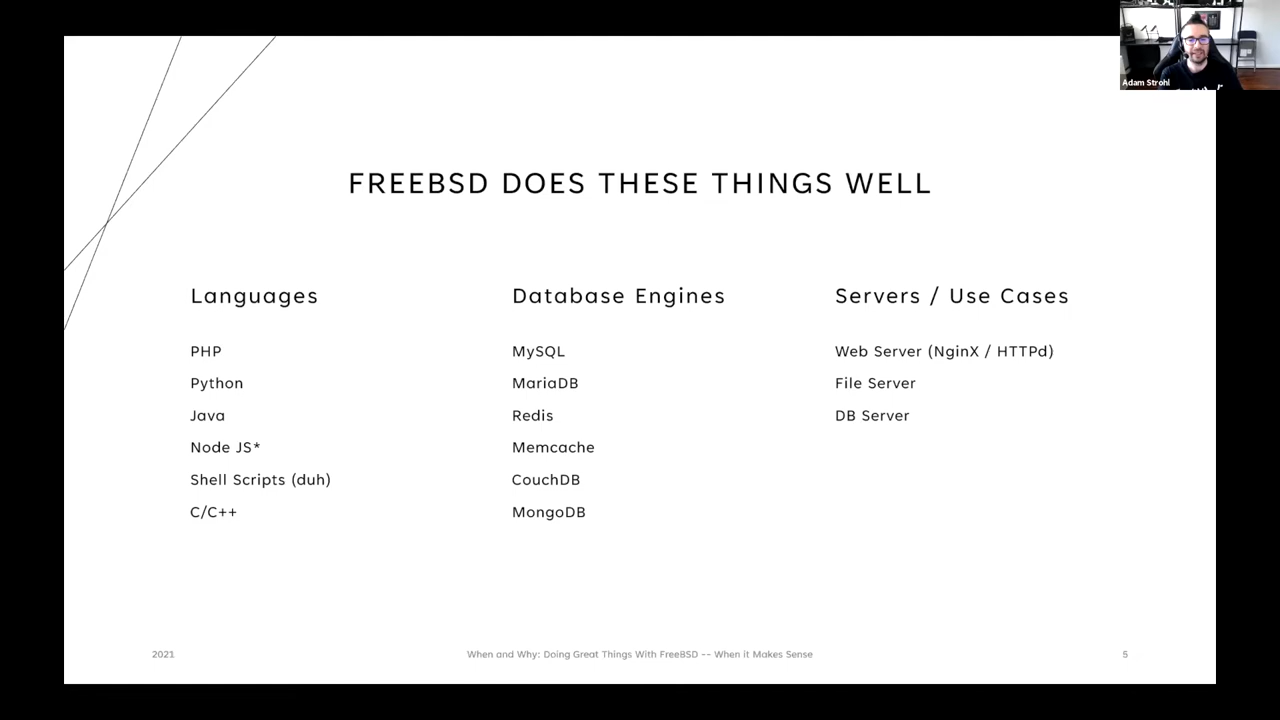 Adam Strohl
FREEBSD DOES THESE THINGS WELL
Languages
PHP
Python
Java
Node JS*
Shell Scripts (duh)
C/C++
Database Engines
MySQL
MariaDB
Redis
Memcache
CouchDB
MongoDB
Servers / Use Cases
Web Server (NginX / HTTPd)
File Server
DB Server
2021
When and Why: Doing Great Things With FreeBSD -- When it Makes Sense
5